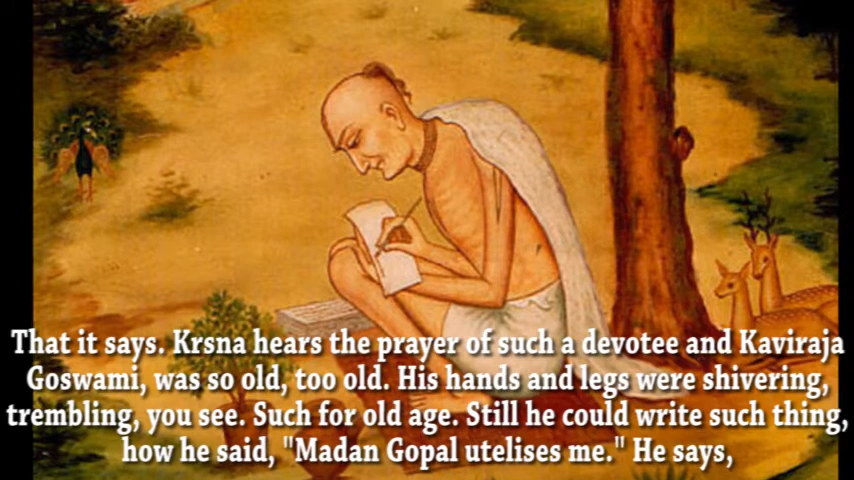 That it says. Krsna hears the prayer of such a devotee and Kaviraja
Goswami, was so old, too old. His hands and legs were shivering,
trembling, you see. Such for old age. Still he could write such thing,
how he said, "Madan Gopal utelises me." He says,